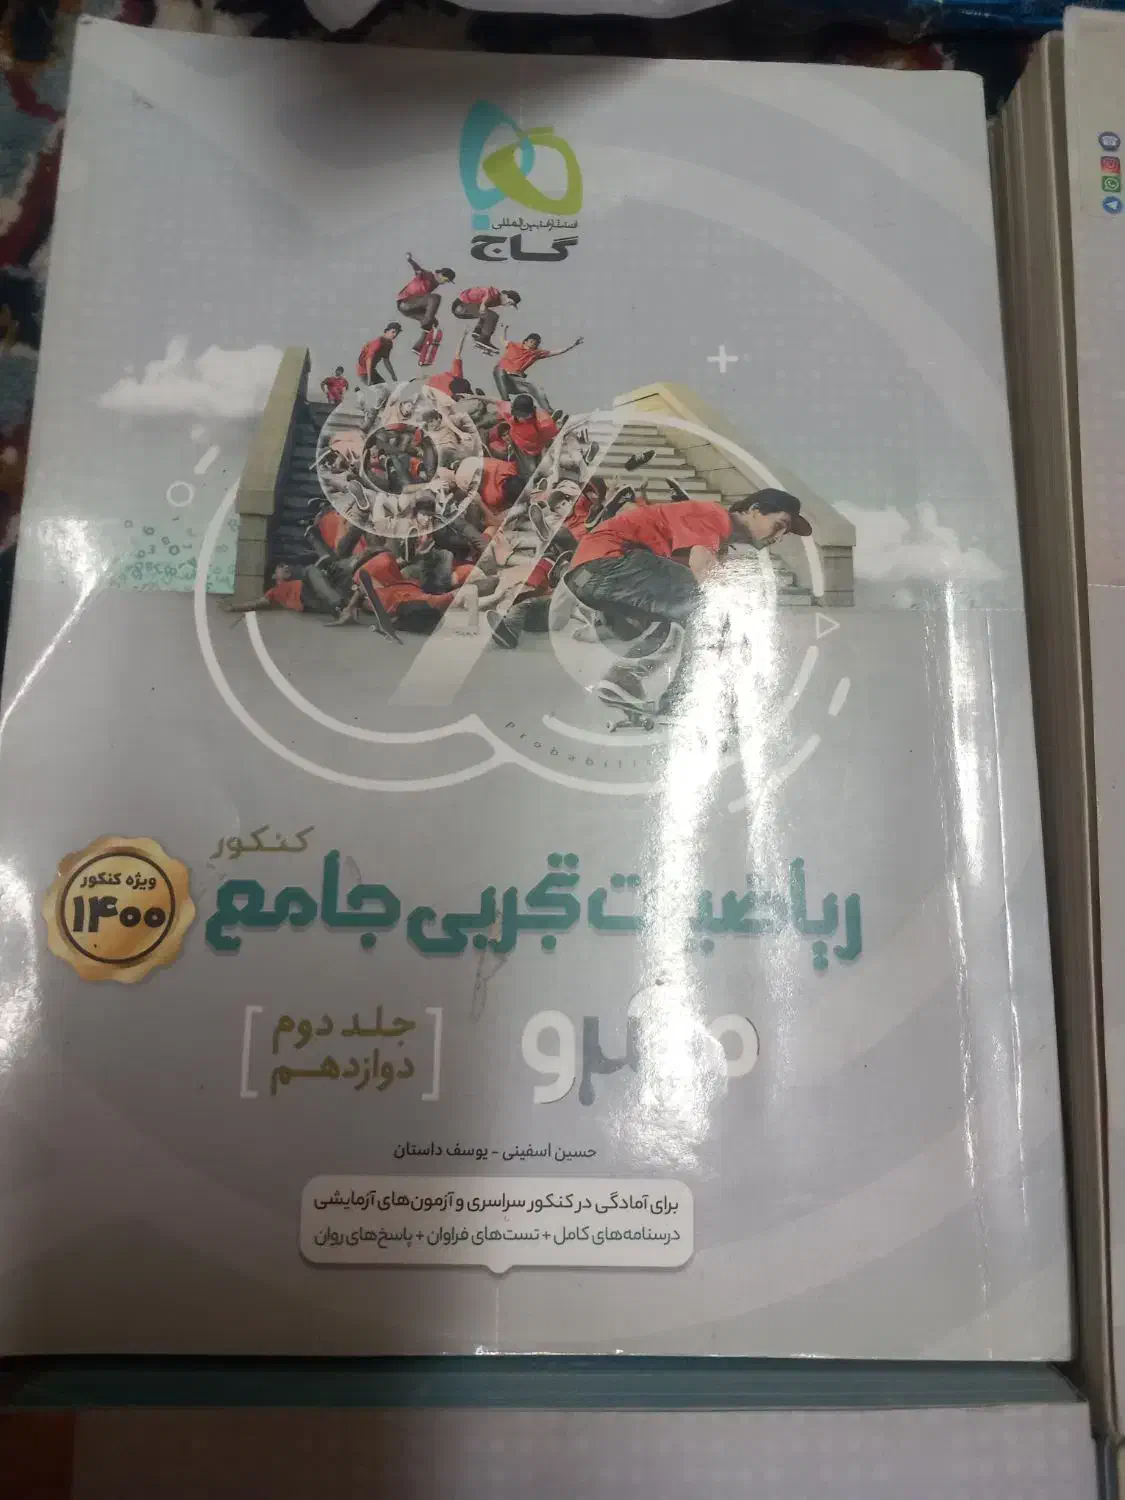 انتشارات بین‌المللی
گاج
probabilit
کنکور
ریاضیات تجربی جامع
ویژه کنکور
۱۴۰۰
میکرو
جلد دوم
دوازدهم
حسین اسفینی - یوسف داستان
برای آمادگی در کنکور سراسری و آزمون‌های آزمایشی
درسنامه‌های کامل + تست‌های فراوان + پاسخ‌های روان